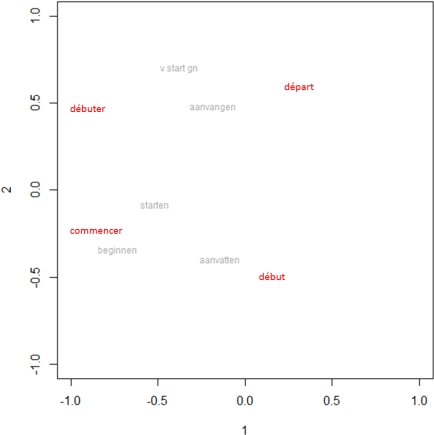 1.0
v start gn
départ
0.5
débuter
aanvangen
2
0.0
starten
commencer
beginnen
aanvatten
-0.5
début
-1.0
-1.0 -0.5 0.0 0.5 1.0
1